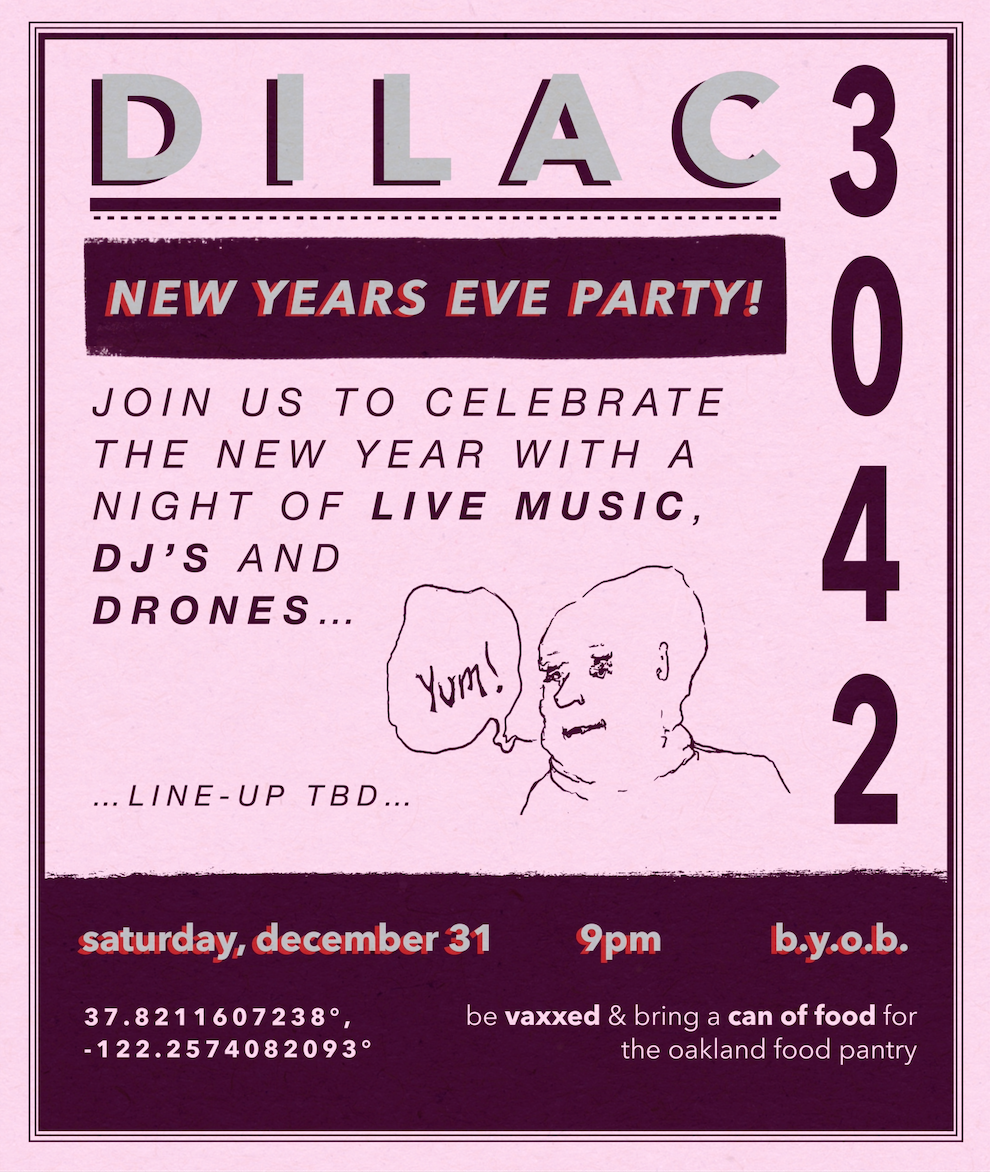 DILAC
3042
NEW YEARS EVE PARTY!
JOIN US TO CELEBRATE
THE NEW YEAR WITH A
NIGHT OF LIVE MUSIC,
DJ’S AND
DRONES...
Yum!
...LINE-UP TBD...
saturday, december 31
9pm
b.y.o.b.
37.8211607238°,
-122.2574082093°
be vaxxed & bring a can of food for
the oakland food pantry